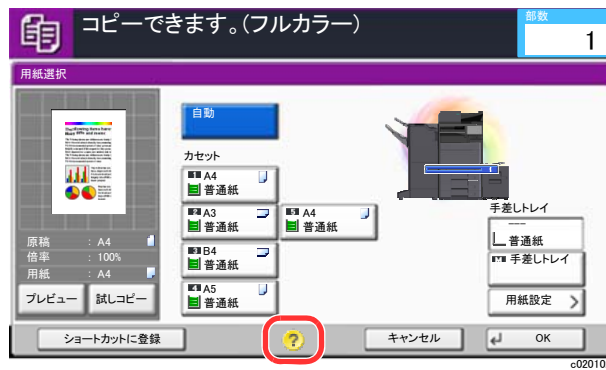 コピーできます。(フルカラー)
部数
1
用紙選択
自動
カセット
1 A4
普通紙
2 A3
普通紙
5 A4
普通紙
3 B4
普通紙
4 A5
普通紙
手差しトレイ
---
普通紙
手差しトレイ
用紙設定
原稿 : A4
倍率 : 100%
用紙 : A4
プレビュー
試しコピー
ショートカットに登録
?
キャンセル
OK
c02010